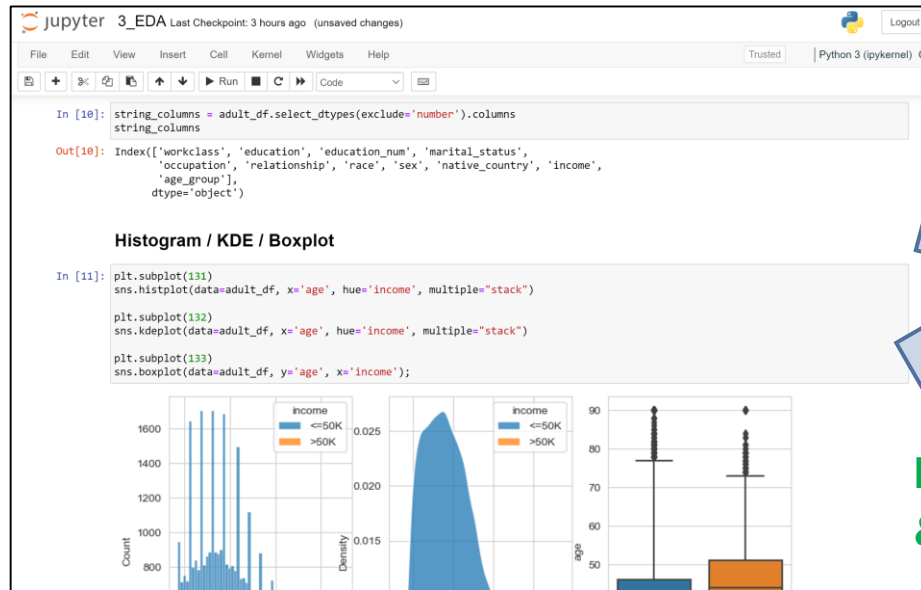 jupyter 3_EDA Last Checkpoint: 3 hours ago (unsaved changes)
Logout
File Edit View Insert Cell Kernel Widgets Help
Trusted
Python 3 (ipykernel)
Run
Code
In [10]: string_columns = adult_df.select_dtypes(exclude='number').columns
string_columns
Out[10]: Index(['workclass', 'education', 'education_num', 'marital_status',
'occupation', 'relationship', 'race', 'sex', 'native_country', 'income',
'age_group'],
dtype='object')
Histogram / KDE / Boxplot
In [11]: plt.subplot(131)
sns.histplot(data=adult_df, x='age', hue='income', multiple="stack")
plt.subplot(132)
sns.kdeplot(data=adult_df, x='age', hue='income', multiple="stack")
plt.subplot(133)
sns.boxplot(data=adult_df, y='age', x='income');
1600
1400
1200
1000
800
Count
income
<=50K
>50K
0.025
0.020
0.015
Density
income
<=50K
>50K
90
80
70
60
50
age
&